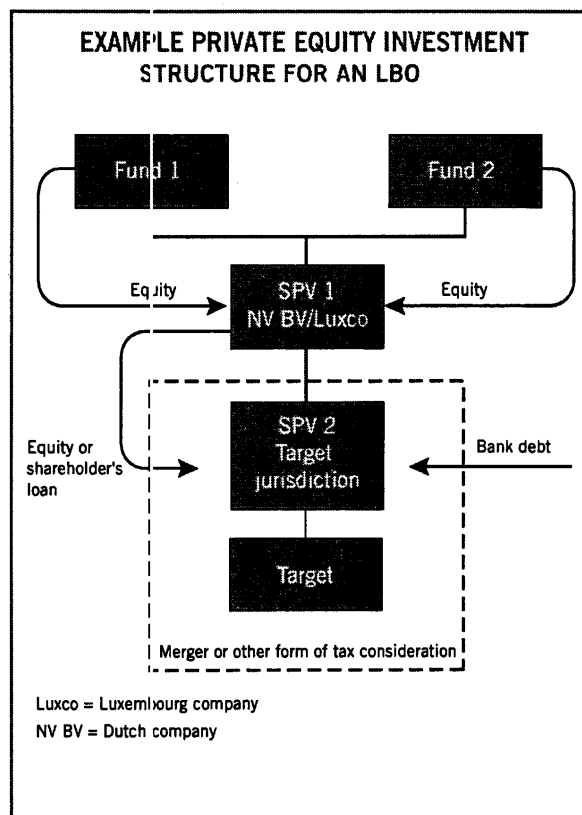 EXAMPLE PRIVATE EQUITY INVESTMENT
STRUCTURE FOR AN LBO
Fund 1
Fund 2
Equity
Equity
SPV 1
NV BV/Luxco
Equity or
shareholder's
loan
SPV 2
Target
jurisdiction
Bank debt
Target
Merger or other form of tax consideration
Luxco = Luxembourg company
NV BV = Dutch company